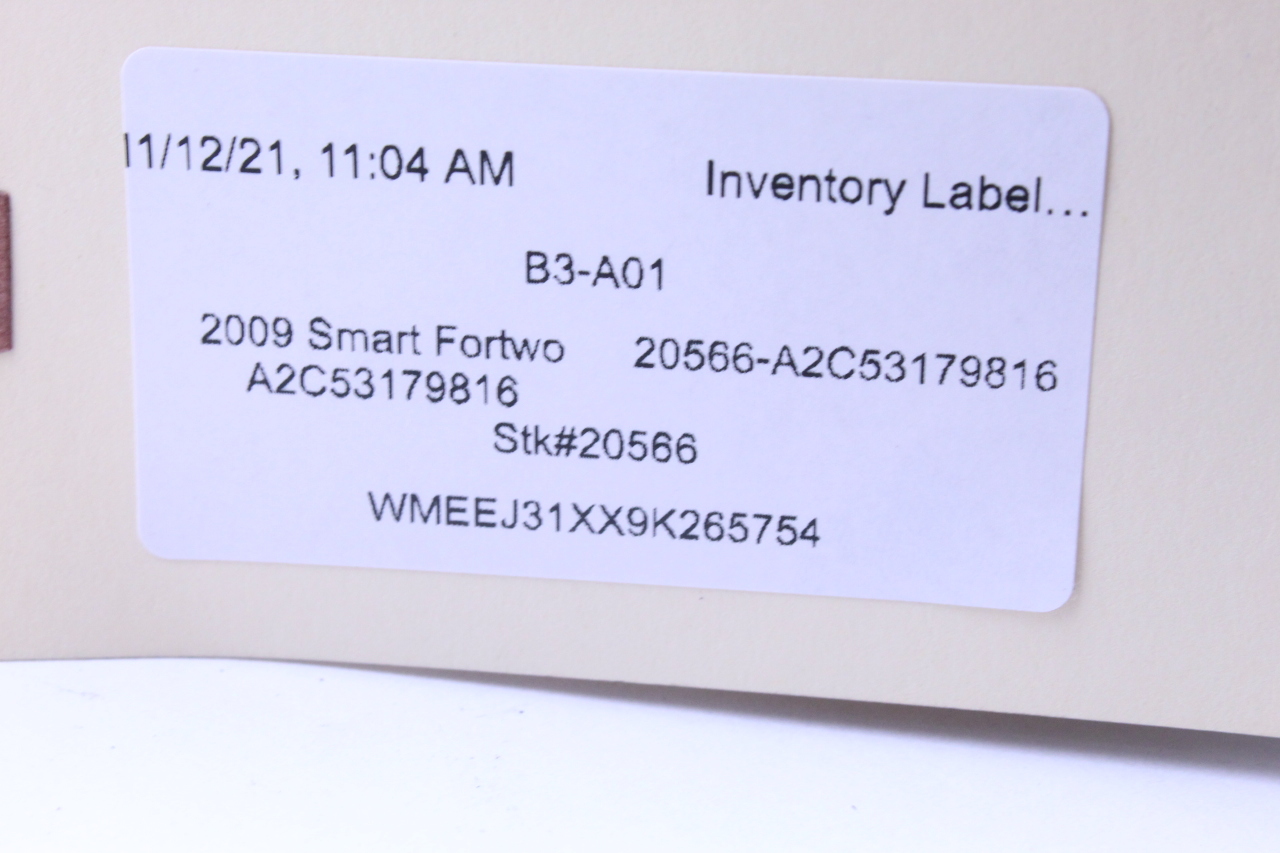 11/12/21, 11:04 AM Inventory Label...
B3-A01
2009 Smart Fortwo 20566-A2C53179816
A2C53179816
Stk#20566
WMEEJ31XX9K265754